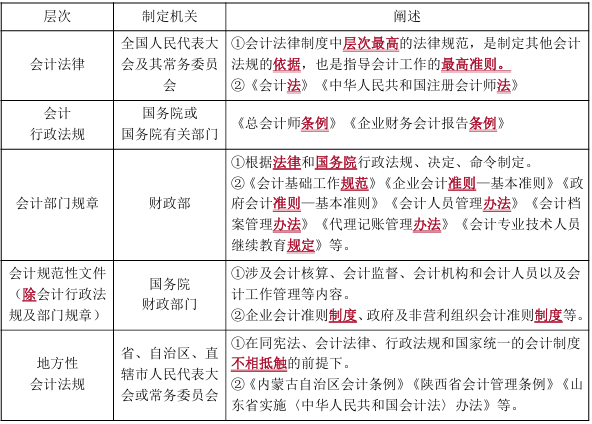 层次
制定机关
阐述
会计法律
全国人民代表大
会及其常务委员
会
①会计法律制度中层次最高的法律规范，是制定其他会计
法规的依据，也是指导会计工作的最高准则。
②《会计法》《中华人民共和国注册会计师法》
会计
行政法规
国务院或
国务院有关部门
《总会计师条例》《企业财务会计报告条例》
会计部门规章
财政部
①根据法律和国务院行政法规、决定、命令制定。
②《会计基础工作规范》《企业会计准则—基本准则》《政
府会计准则—基本准则》《会计人员管理办法》《会计档
案管理办法》《代理记账管理办法》《会计专业技术人员
继续教育规定》等。
会计规范性文件
（除会计行政法
规及部门规章）
国务院
财政部门
①涉及会计核算、会计监督、会计机构和会计人员以及会
计工作管理等内容。
②企业会计准则制度、政府及非营利组织会计准则制度等。
地方性
会计法规
省、自治区、直
辖市人民代表大
会或常务委员会
①在同宪法、会计法律、行政法规和国家统一的会计制度
不相抵触的前提下。
②《内蒙古自治区会计条例》《陕西省会计管理条例》《山
东省实施〈中华人民共和国会计法〉办法》等。